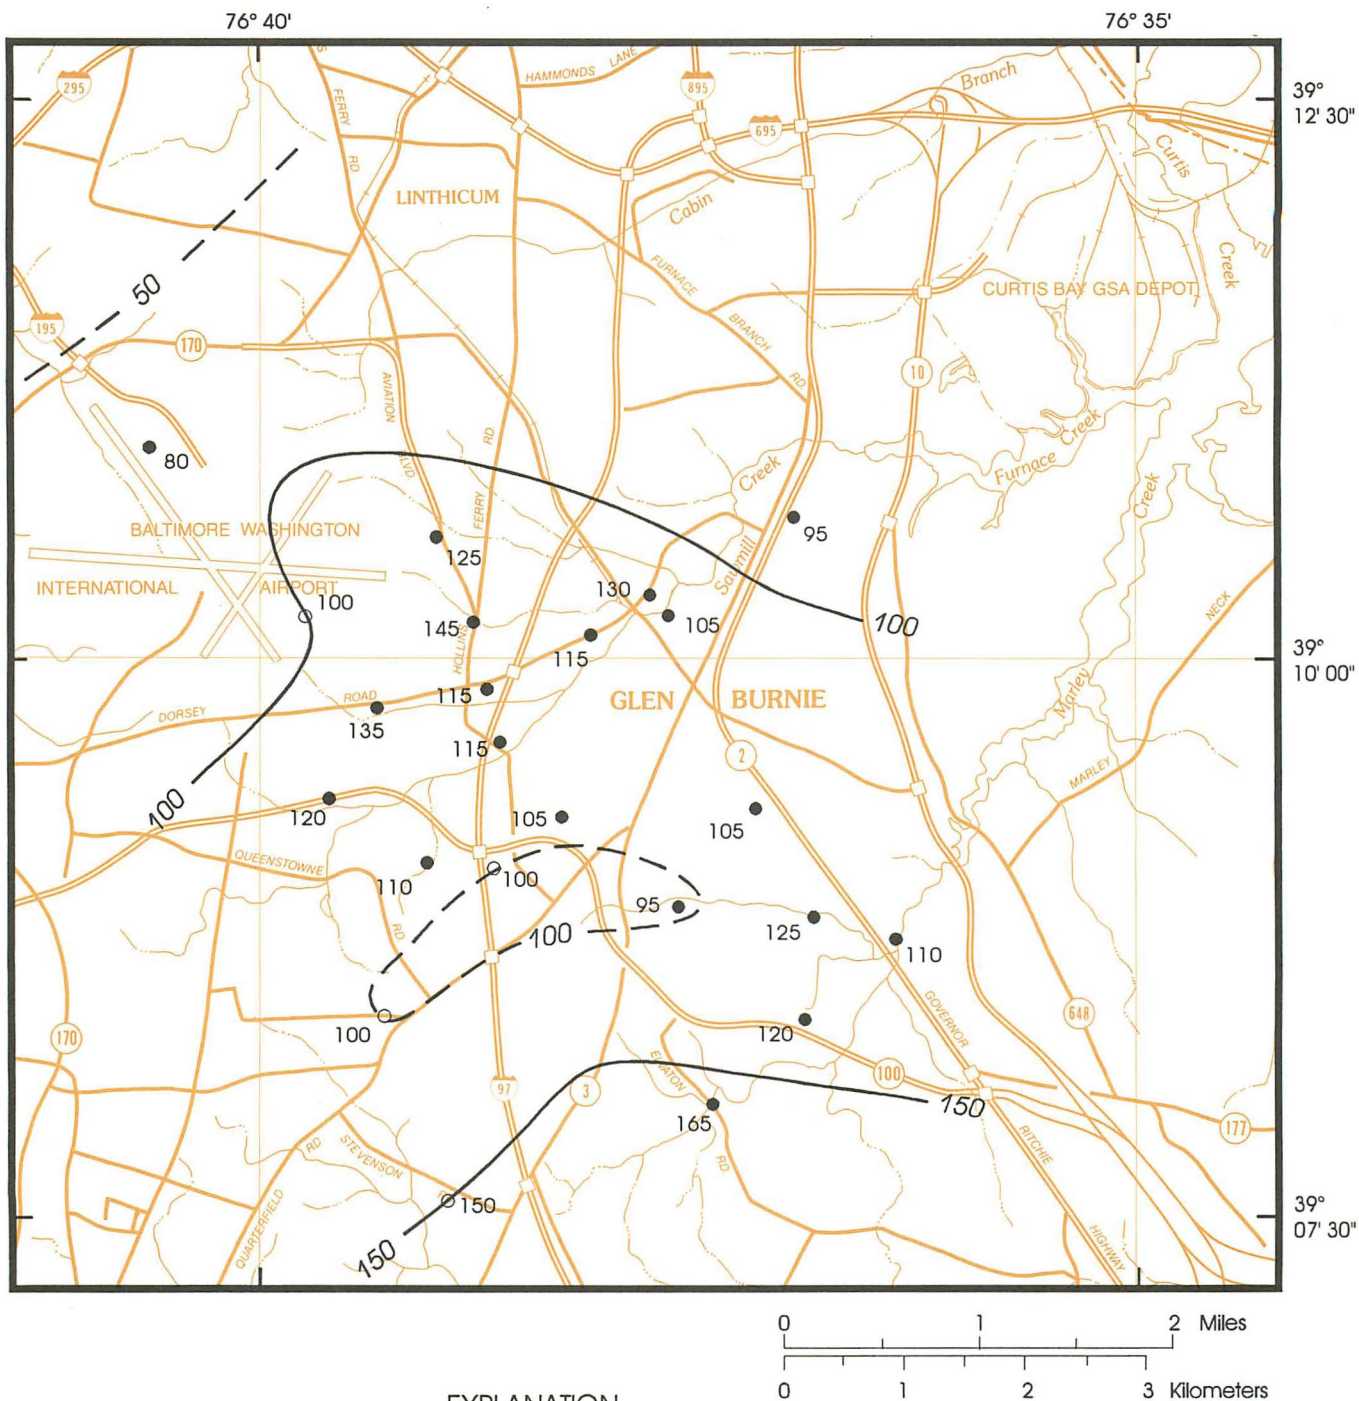 76° 40'
76° 35'
295
HAMMONDS LANE
895
Branch
39°
12' 30"
FERRY
RD
695
Curtis
LINTHICUM
Cabin
Creek
FURNACE
CURTIS BAY GSA DEPOT
50
195
170
BRANCH
RD.
10
AVIATION
BLVD.
Creek
Furnace
RD
80
Creek
Creek
FERRY
BALTIMORE WASHINGTON
95
125
Sawmill
INTERNATIONAL
AIRPORT
130
NECK
100
105
100
145
HOLLINS
115
39°
10' 00"
GLEN BURNIE
Marley
115
ROAD
DORSEY
135
115
2
MARLEY
100
120
105
105
QUEENSTOWNE
110
100
95
RD.
100
125
110
100
GOVERNOR
120
648
170
ELVATON
100
97
3
150
165
177
RD
STEVENSON
RD
RITCHIE
150
QUARTERFIELD
150
HIGHWAY
39°
07' 30"
0 1 2 Miles
0 1 2 3 Kilometers
EXPLANATION